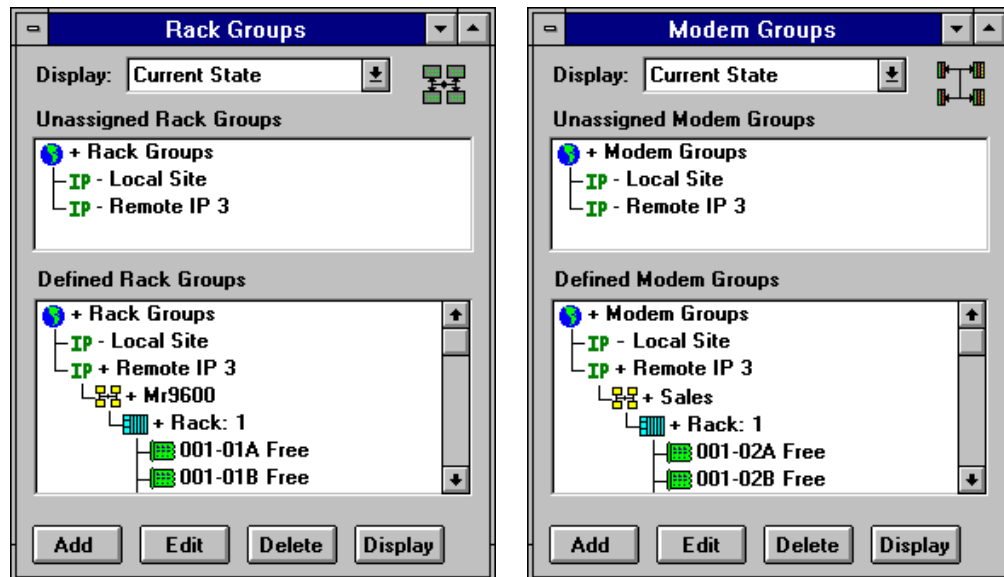 Rack Groups
Display: Current State
Unassigned Rack Groups
+ Rack Groups
IP - Local Site
IP - Remote IP 3
Defined Rack Groups
+ Rack Groups
IP - Local Site
IP + Remote IP 3
+ Mr9600
+ Rack: 1
001-01A Free
001-01B Free
Add Edit Delete Display
Modem Groups
Display: Current State
Unassigned Modem Groups
+ Modem Groups
IP - Local Site
IP - Remote IP 3
Defined Modem Groups
+ Modem Groups
IP - Local Site
IP + Remote IP 3
+ Sales
+ Rack: 1
001-02A Free
001-02B Free
Add Edit Delete Display